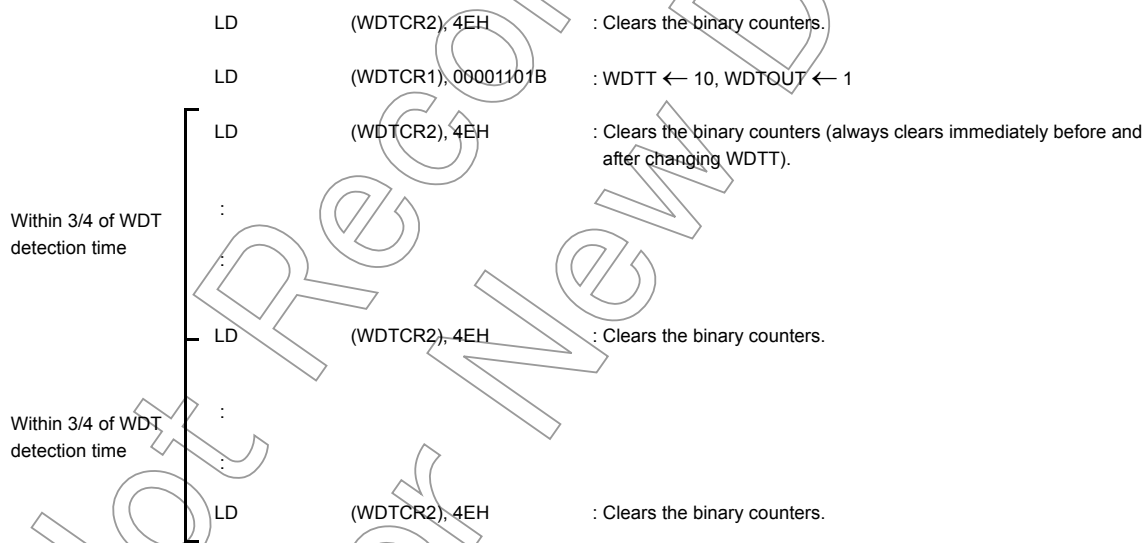 LD (WDTCR2), 4EH : Clears the binary counters.
LD (WDTCR1), 00001101B : WDTT ← 10, WDTOUT ← 1
LD (WDTCR2), 4EH : Clears the binary counters (always clears immediately before and
after changing WDTT).
Within 3/4 of WDT :
detection time
:
LD (WDTCR2), 4EH : Clears the binary counters.
Within 3/4 of WDT :
detection time
:
LD (WDTCR2), 4EH : Clears the binary counters.